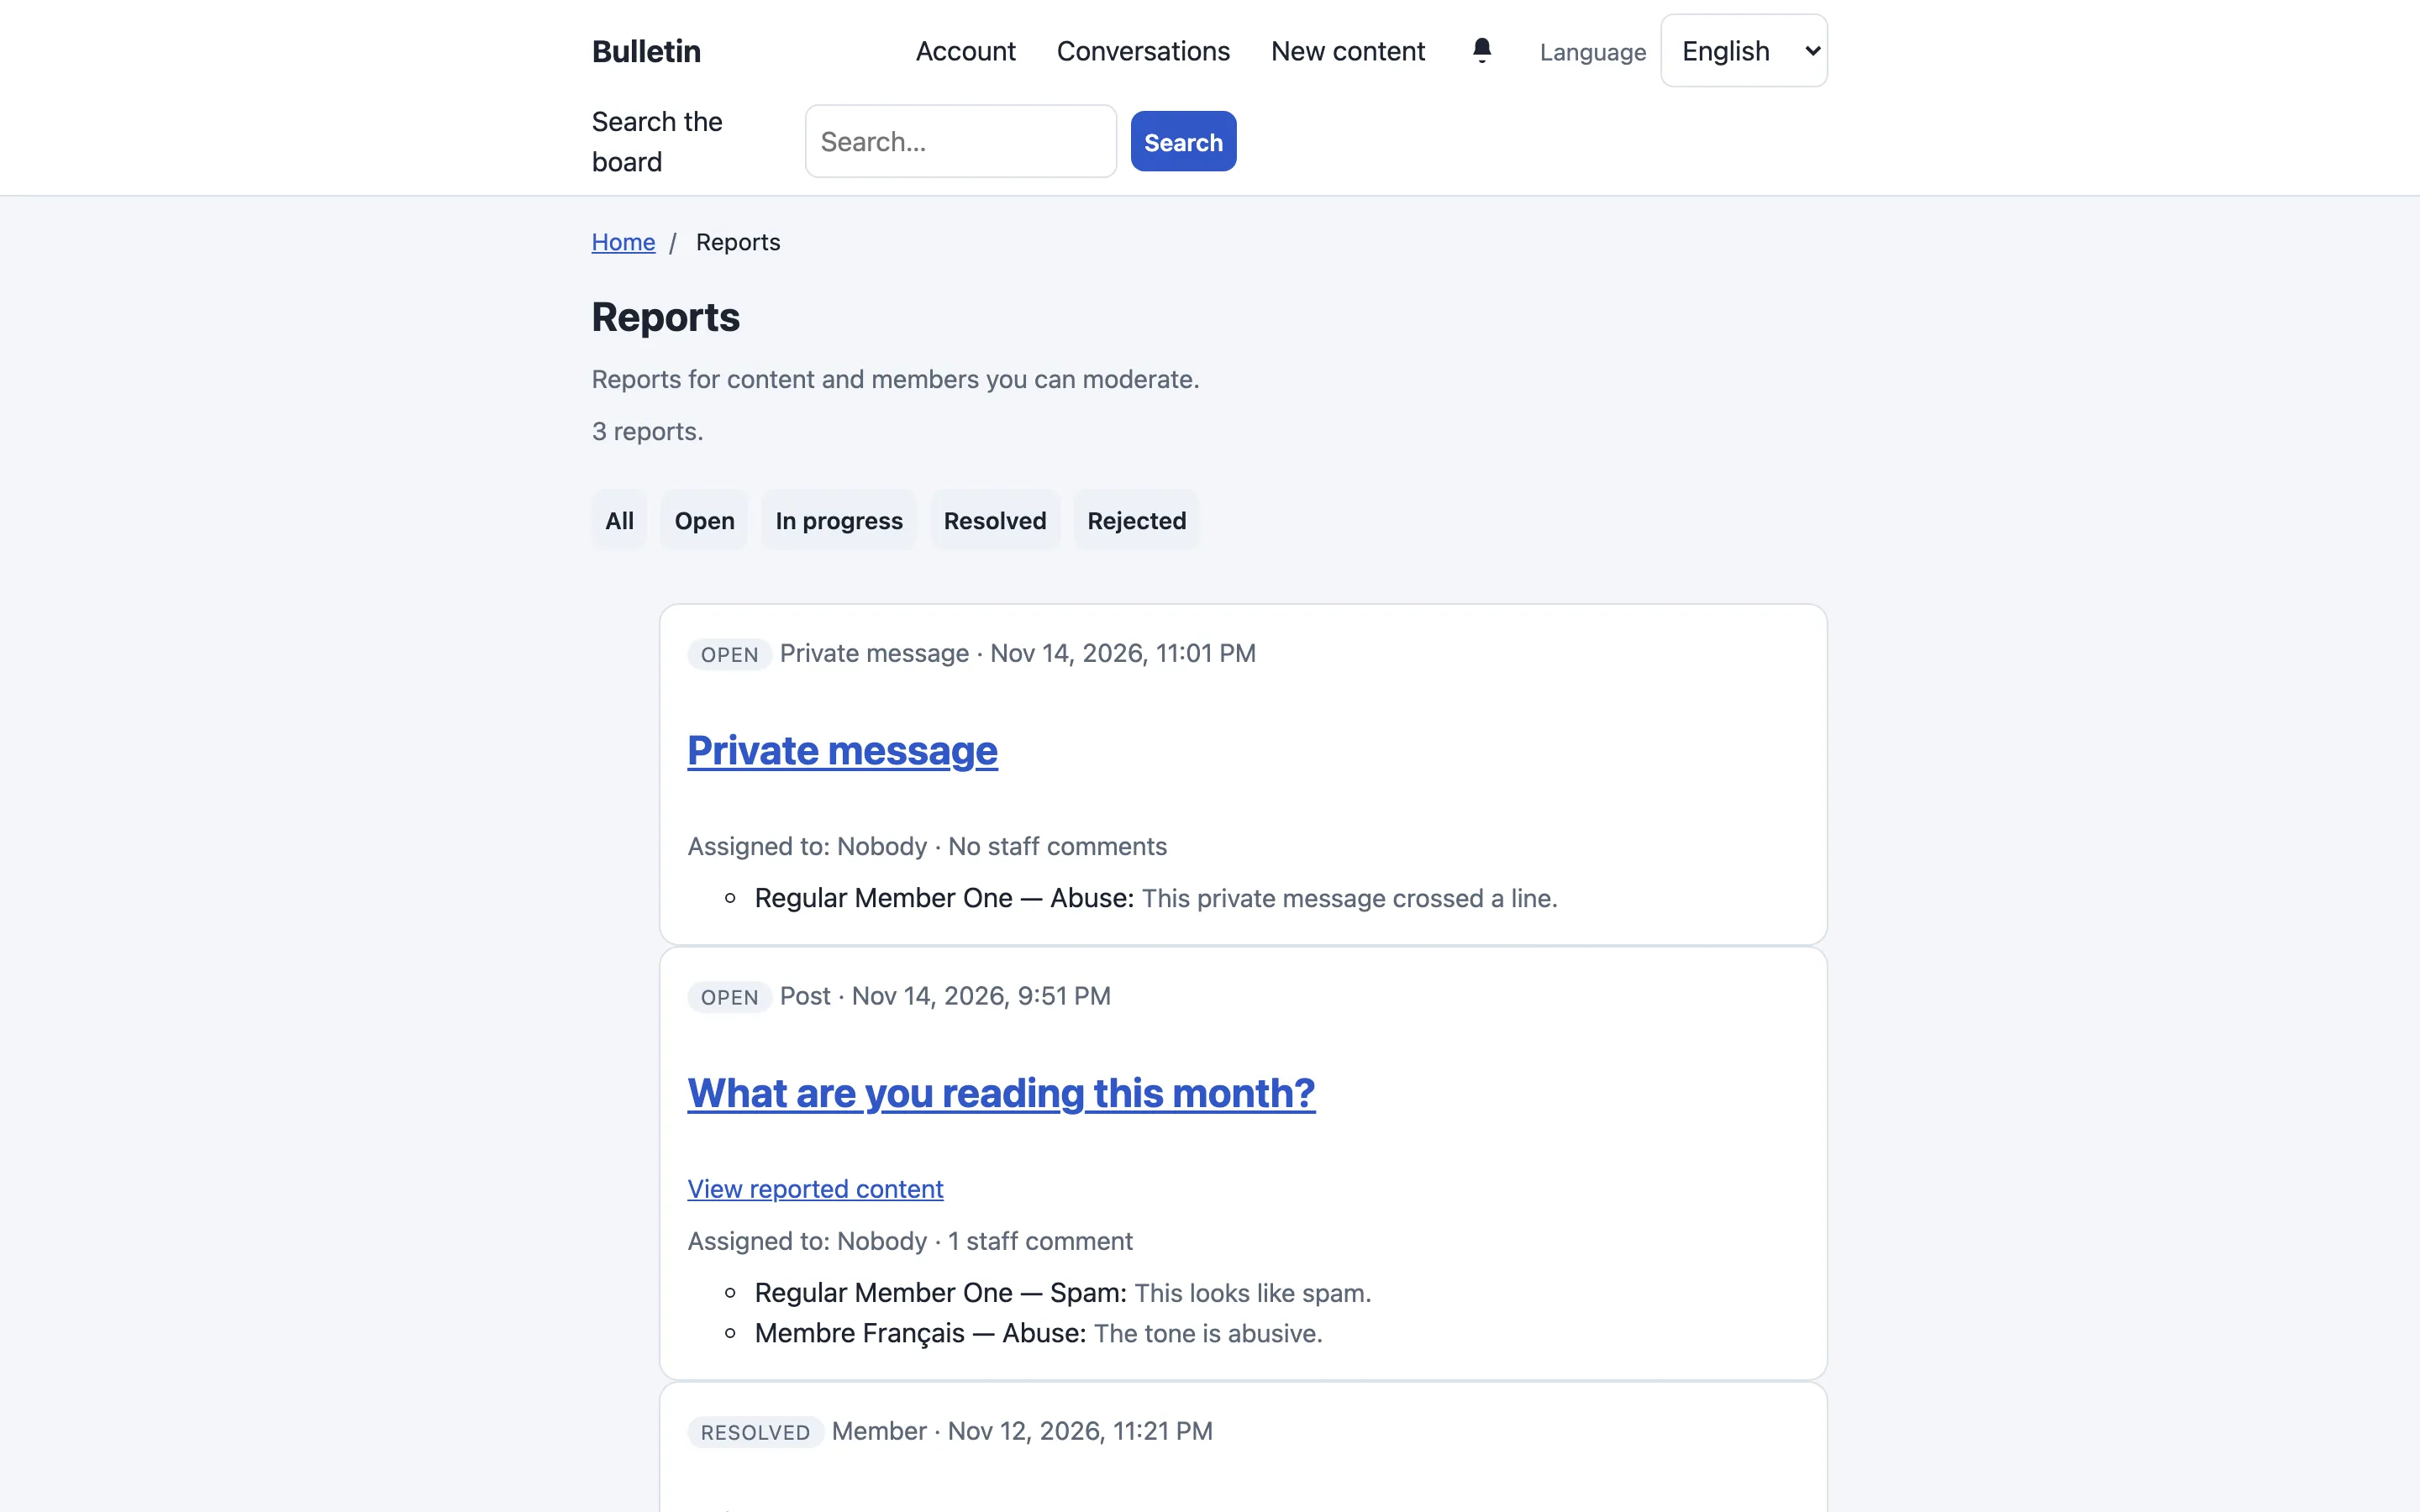 Bulletin
Account
Conversations
New content
Language
English
Search the
board
Search...
Search
Home / Reports
Reports
Reports for content and members you can moderate.
3 reports.
All
Open
In progress
Resolved
Rejected
OPEN Private message · Nov 14, 2026, 11:01 PM
Private message
Assigned to: Nobody · No staff comments
Regular Member One — Abuse: This private message crossed a line.
OPEN Post · Nov 14, 2026, 9:51 PM
What are you reading this month?
View reported content
Assigned to: Nobody · 1 staff comment
Regular Member One — Spam: This looks like spam.
Membre Français — Abuse: The tone is abusive.
RESOLVED Member · Nov 12, 2026, 11:21 PM